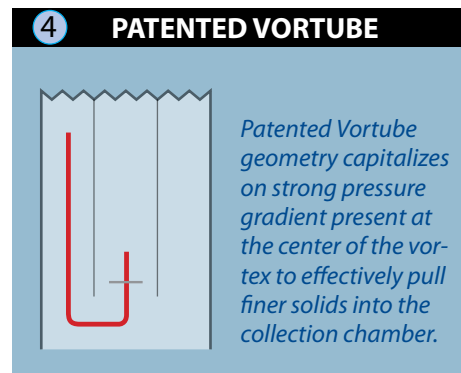 4 PATENTED VORTUBE
Patented Vortube
geometry capitalizes
on strong pressure
gradient present at
the center of the vor-
tex to effectively pull
finer solids into the
collection chamber.